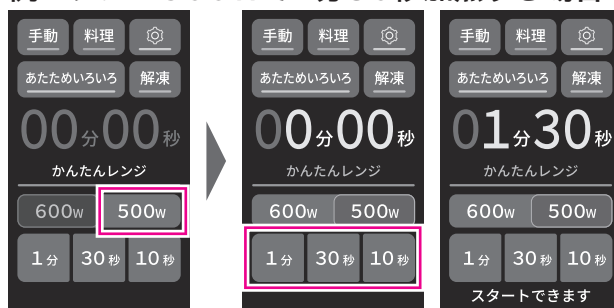 手動 料理
あたためいろいろ 解凍
00分00秒
かんたんレンジ
600W 500W
1分 30秒 10秒
手動 料理
あたためいろいろ 解凍
00分00秒
かんたんレンジ
600W 500W
1分 30秒 10秒
手動 料理
あたためいろいろ 解凍
01分30秒
かんたんレンジ
600W 500W
1分 30秒 10秒
スタートできます